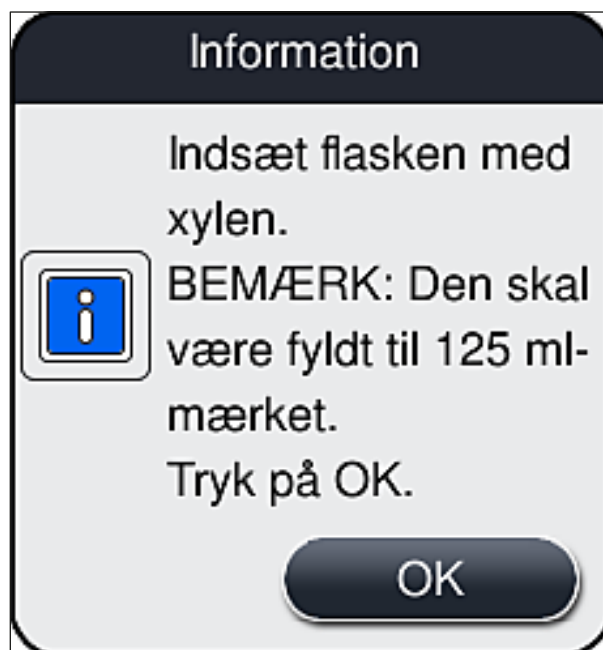 Information
Indsæt flasken med
xylen.
BEMÆRK: Den skal
være fyldt til 125 ml-
mærket.
Tryk på OK.
OK